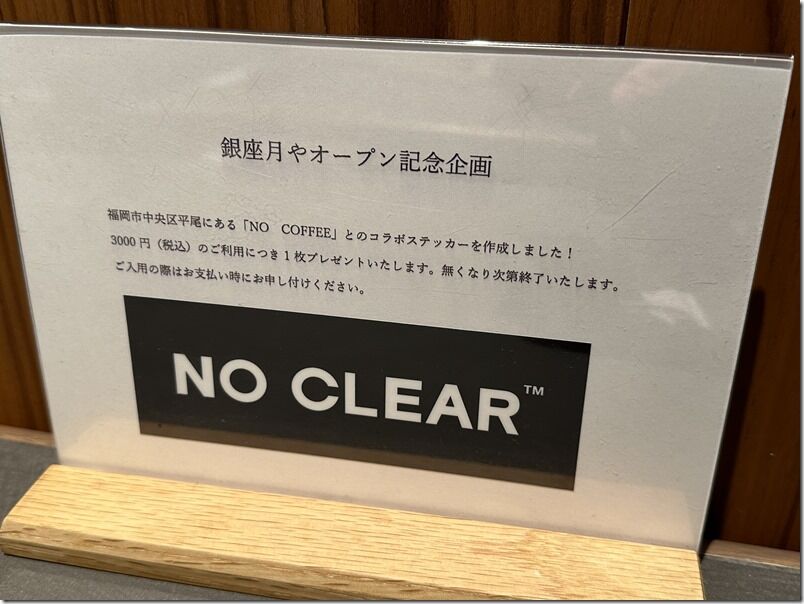 銀座月やオープン記念企画
福岡市中央区平尾にある「NO　COFFEE」とのコラボステッカーを作成しました！
3000円（税込）のご利用につき1枚プレゼントいたします。無くなり次第終了いたします。
ご入用の際はお支払い時にお申し付けください。
NO CLEAR™